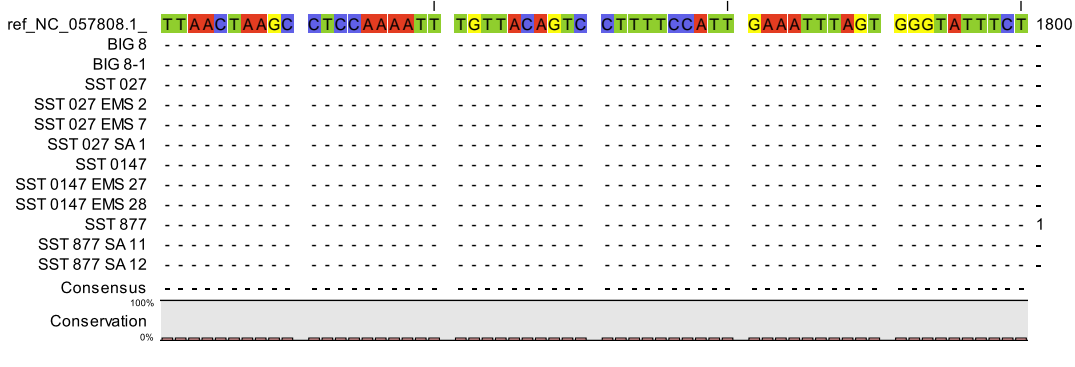 ref_NC_057808.1_ TTAACTAAGC CTCCAAAATT TGTTACAGTC CTTTTCCATT GAAATTTAGT GGGTATTTCT 1800
BIG 8 - - - - - - - - - - - - - - - - - - - - - - - - - - - - - - - - - - - - - - - - - - - - - - - - - - - - - - - - - - - - -
BIG 8-1 - - - - - - - - - - - - - - - - - - - - - - - - - - - - - - - - - - - - - - - - - - - - - - - - - - - - - - - - - - - - -
SST 027 - - - - - - - - - - - - - - - - - - - - - - - - - - - - - - - - - - - - - - - - - - - - - - - - - - - - - - - - - - - - -
SST 027 EMS 2 - - - - - - - - - - - - - - - - - - - - - - - - - - - - - - - - - - - - - - - - - - - - - - - - - - - - - - - - - - - - -
SST 027 EMS 7 - - - - - - - - - - - - - - - - - - - - - - - - - - - - - - - - - - - - - - - - - - - - - - - - - - - - - - - - - - - - -
SST 027 SA 1 - - - - - - - - - - - - - - - - - - - - - - - - - - - - - - - - - - - - - - - - - - - - - - - - - - - - - - - - - - - - -
SST 0147 - - - - - - - - - - - - - - - - - - - - - - - - - - - - - - - - - - - - - - - - - - - - - - - - - - - - - - - - - - - - -
SST 0147 EMS 27 - - - - - - - - - - - - - - - - - - - - - - - - - - - - - - - - - - - - - - - - - - - - - - - - - - - - - - - - - - - - -
SST 0147 EMS 28 - - - - - - - - - - - - - - - - - - - - - - - - - - - - - - - - - - - - - - - - - - - - - - - - - - - - - - - - - - - - -
SST 877 - - - - - - - - - - - - - - - - - - - - - - - - - - - - - - - - - - - - - - - - - - - - - - - - - - - - - - - - - - - - 1
SST 877 SA 11 - - - - - - - - - - - - - - - - - - - - - - - - - - - - - - - - - - - - - - - - - - - - - - - - - - - - - - - - - - - - -
SST 877 SA 12 - - - - - - - - - - - - - - - - - - - - - - - - - - - - - - - - - - - - - - - - - - - - - - - - - - - - - - - - - - - - -
Consensus - - - - - - - - - - - - - - - - - - - - - - - - - - - - - - - - - - - - - - - - - - - - - - - - - - - - - - - - - - - -
100%
Conservation
0%